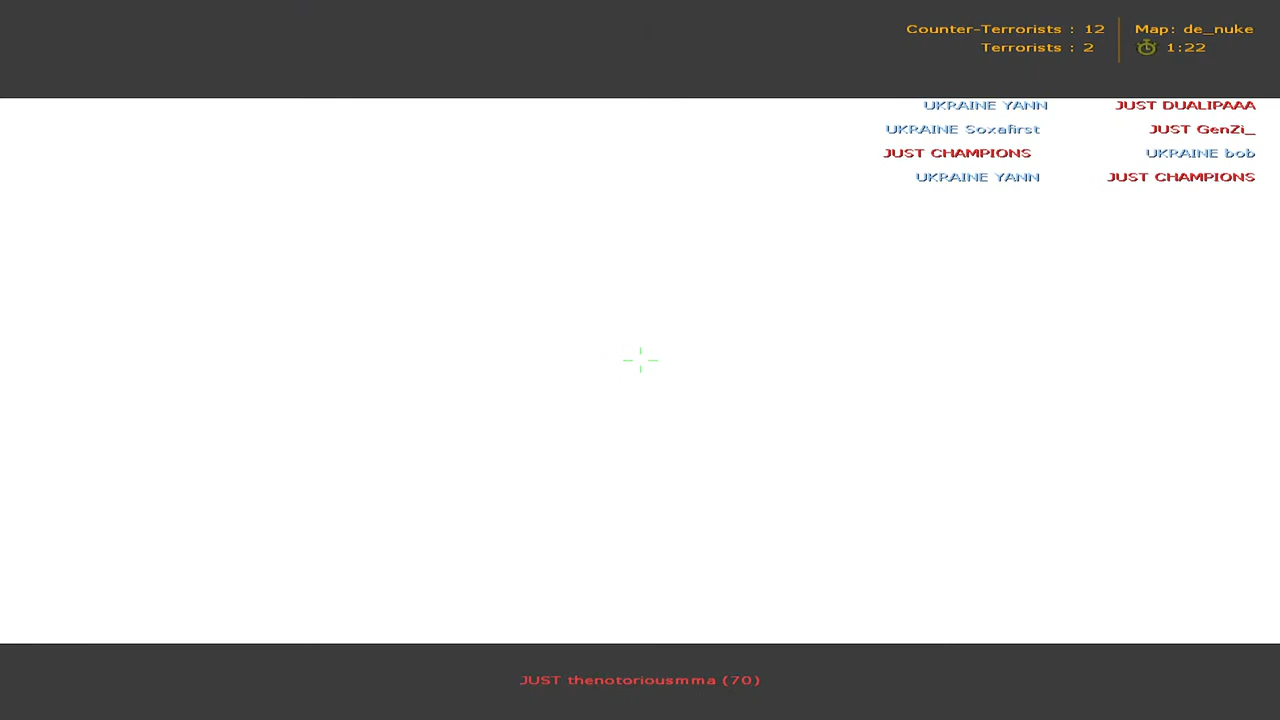 Counter-Terrorists : 12 Map: de_nuke
Terrorists : 2 1:22
UKRAINE YANN JUST DUALIPAAA
UKRAINE Soxafirst JUST GenZi_
JUST CHAMPIONS UKRAINE bob
UKRAINE YANN JUST CHAMPIONS
JUST thenotoriousmma (70)